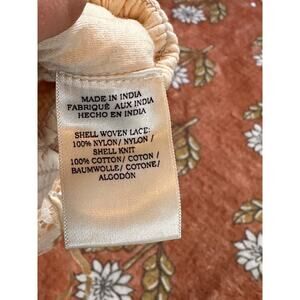 MADE IN INDIA
FABRIQUÉ AUX INDIA
HECHO EN INDIA
SHELL WOVEN LACE:
100% NYLON/ NYLON /
SHELL KNIT
100% COTTON/ COTON /
BAUMWOLLE/ COTONE/
ALGODÓN